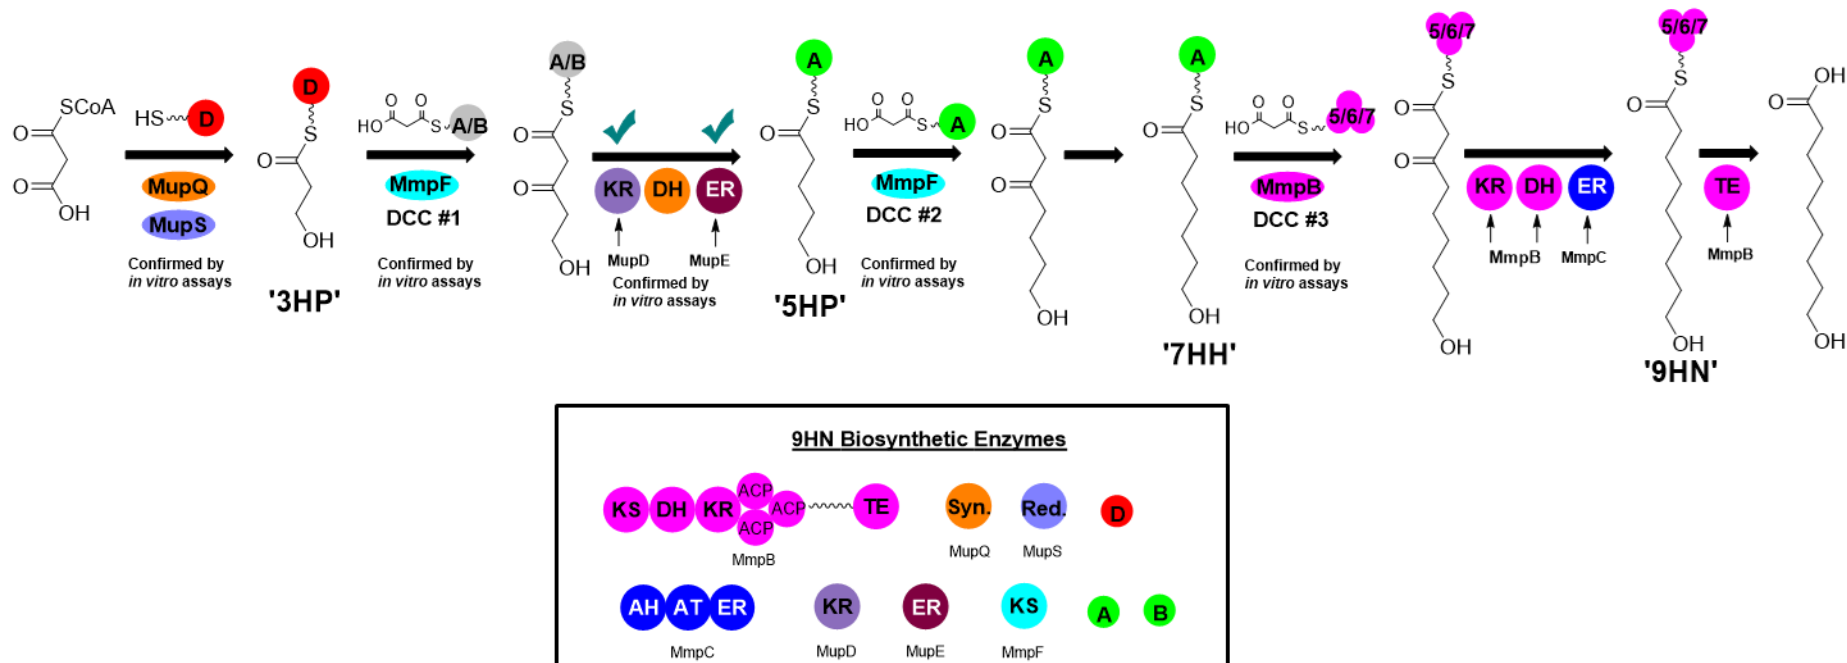 SCoA
O
O
OH
HS
D
MupQ
MupS
Confirmed by
in vitro assays
D
S
O
OH
'3HP'
O O
HO S A/B
MmpF
DCC #1
Confirmed by
in vitro assays
A/B
S
O
O
OH
KR DH ER
MupD MupE
Confirmed by
in vitro assays
A
S
O
OH
'5HP'
O O
HO S A
MmpF
DCC #2
Confirmed by
in vitro assays
A
S
O
O
OH
A
S
O
OH
'7HH'
O O
HO S 5/6/7
MmpB
DCC #3
Confirmed by
in vitro assays
5/6/7
S
O
O
OH
KR DH ER
MmpB MmpC
5/6/7
S
O
OH
'9HN'
TE
MmpB
OH
O
OH
9HN Biosynthetic Enzymes
KS DH KR ACP ACP ACP TE
MmpB
Syn.
MupQ
Red.
MupS
D
AH AT ER
MmpC
KR
MupD
ER
MupE
KS
MmpF
A
B